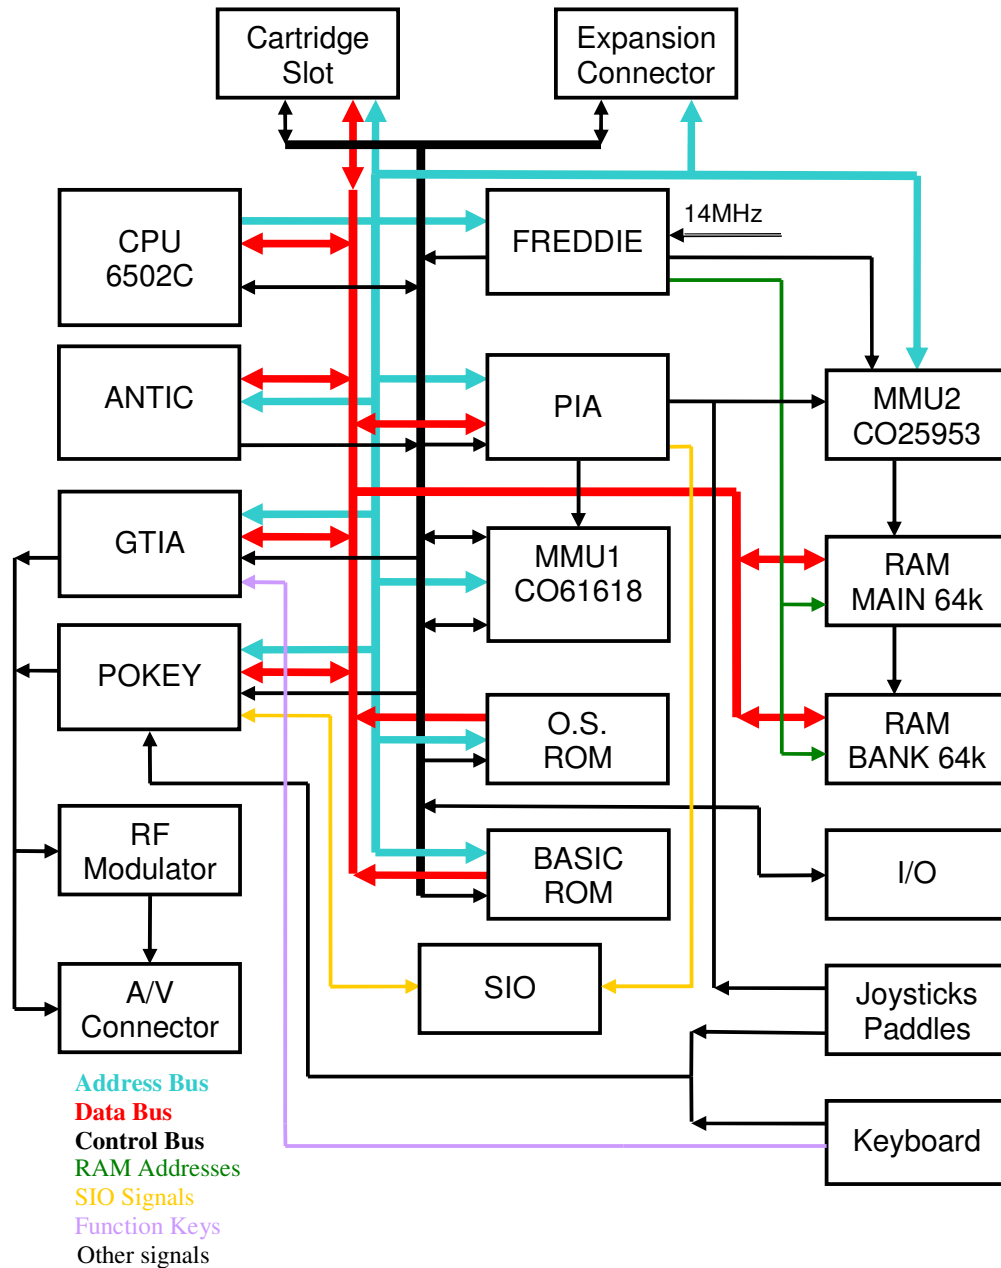 Cartridge
Slot
Expansion
Connector
CPU
6502C
FREDDIE
14MHz
ANTIC
PIA
MMU2
CO25953
GTIA
MMU1
CO61618
RAM
MAIN 64k
POKEY
O.S.
ROM
RAM
BANK 64k
RF
Modulator
BASIC
ROM
I/O
A/V
Connector
SIO
Joysticks
Paddles
Keyboard
Address Bus
Data Bus
Control Bus
RAM Addresses
SIO Signals
Function Keys
Other signals